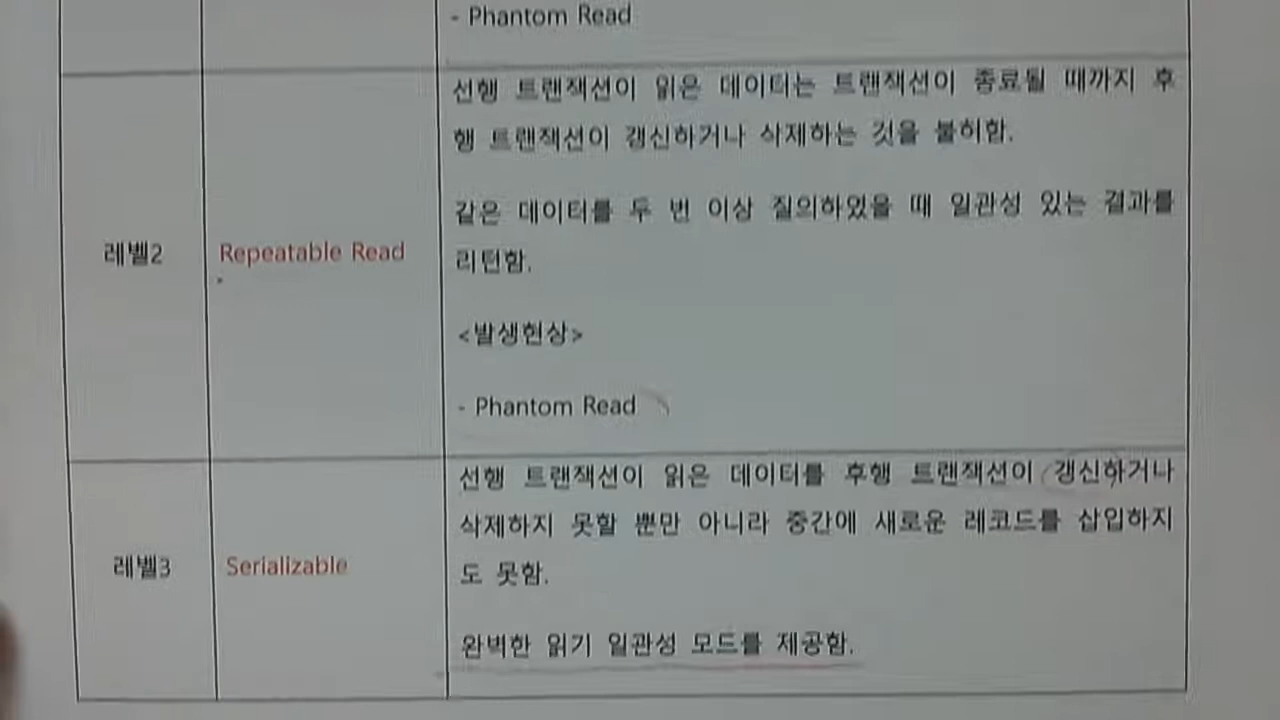 - Phantom Read
선행 트랜잭션이 읽은 데이터는 트랜잭션이 종료될 때까지 후
행 트랜잭션이 갱신하거나 삭제하는 것을 불허함.
같은 데이터를 두 번 이상 질의하였을 때 일관성 있는 결과를
리턴함.
레벨2
Repeatable Read
<발생현상>
- Phantom Read
선행 트랜잭션이 읽은 데이터를 후행 트랜잭션이 갱신하거나
삭제하지 못할 뿐만 아니라 중간에 새로운 레코드를 삽입하지
도 못함.
레벨3
Serializable
완벽한 읽기 일관성 모드를 제공함.